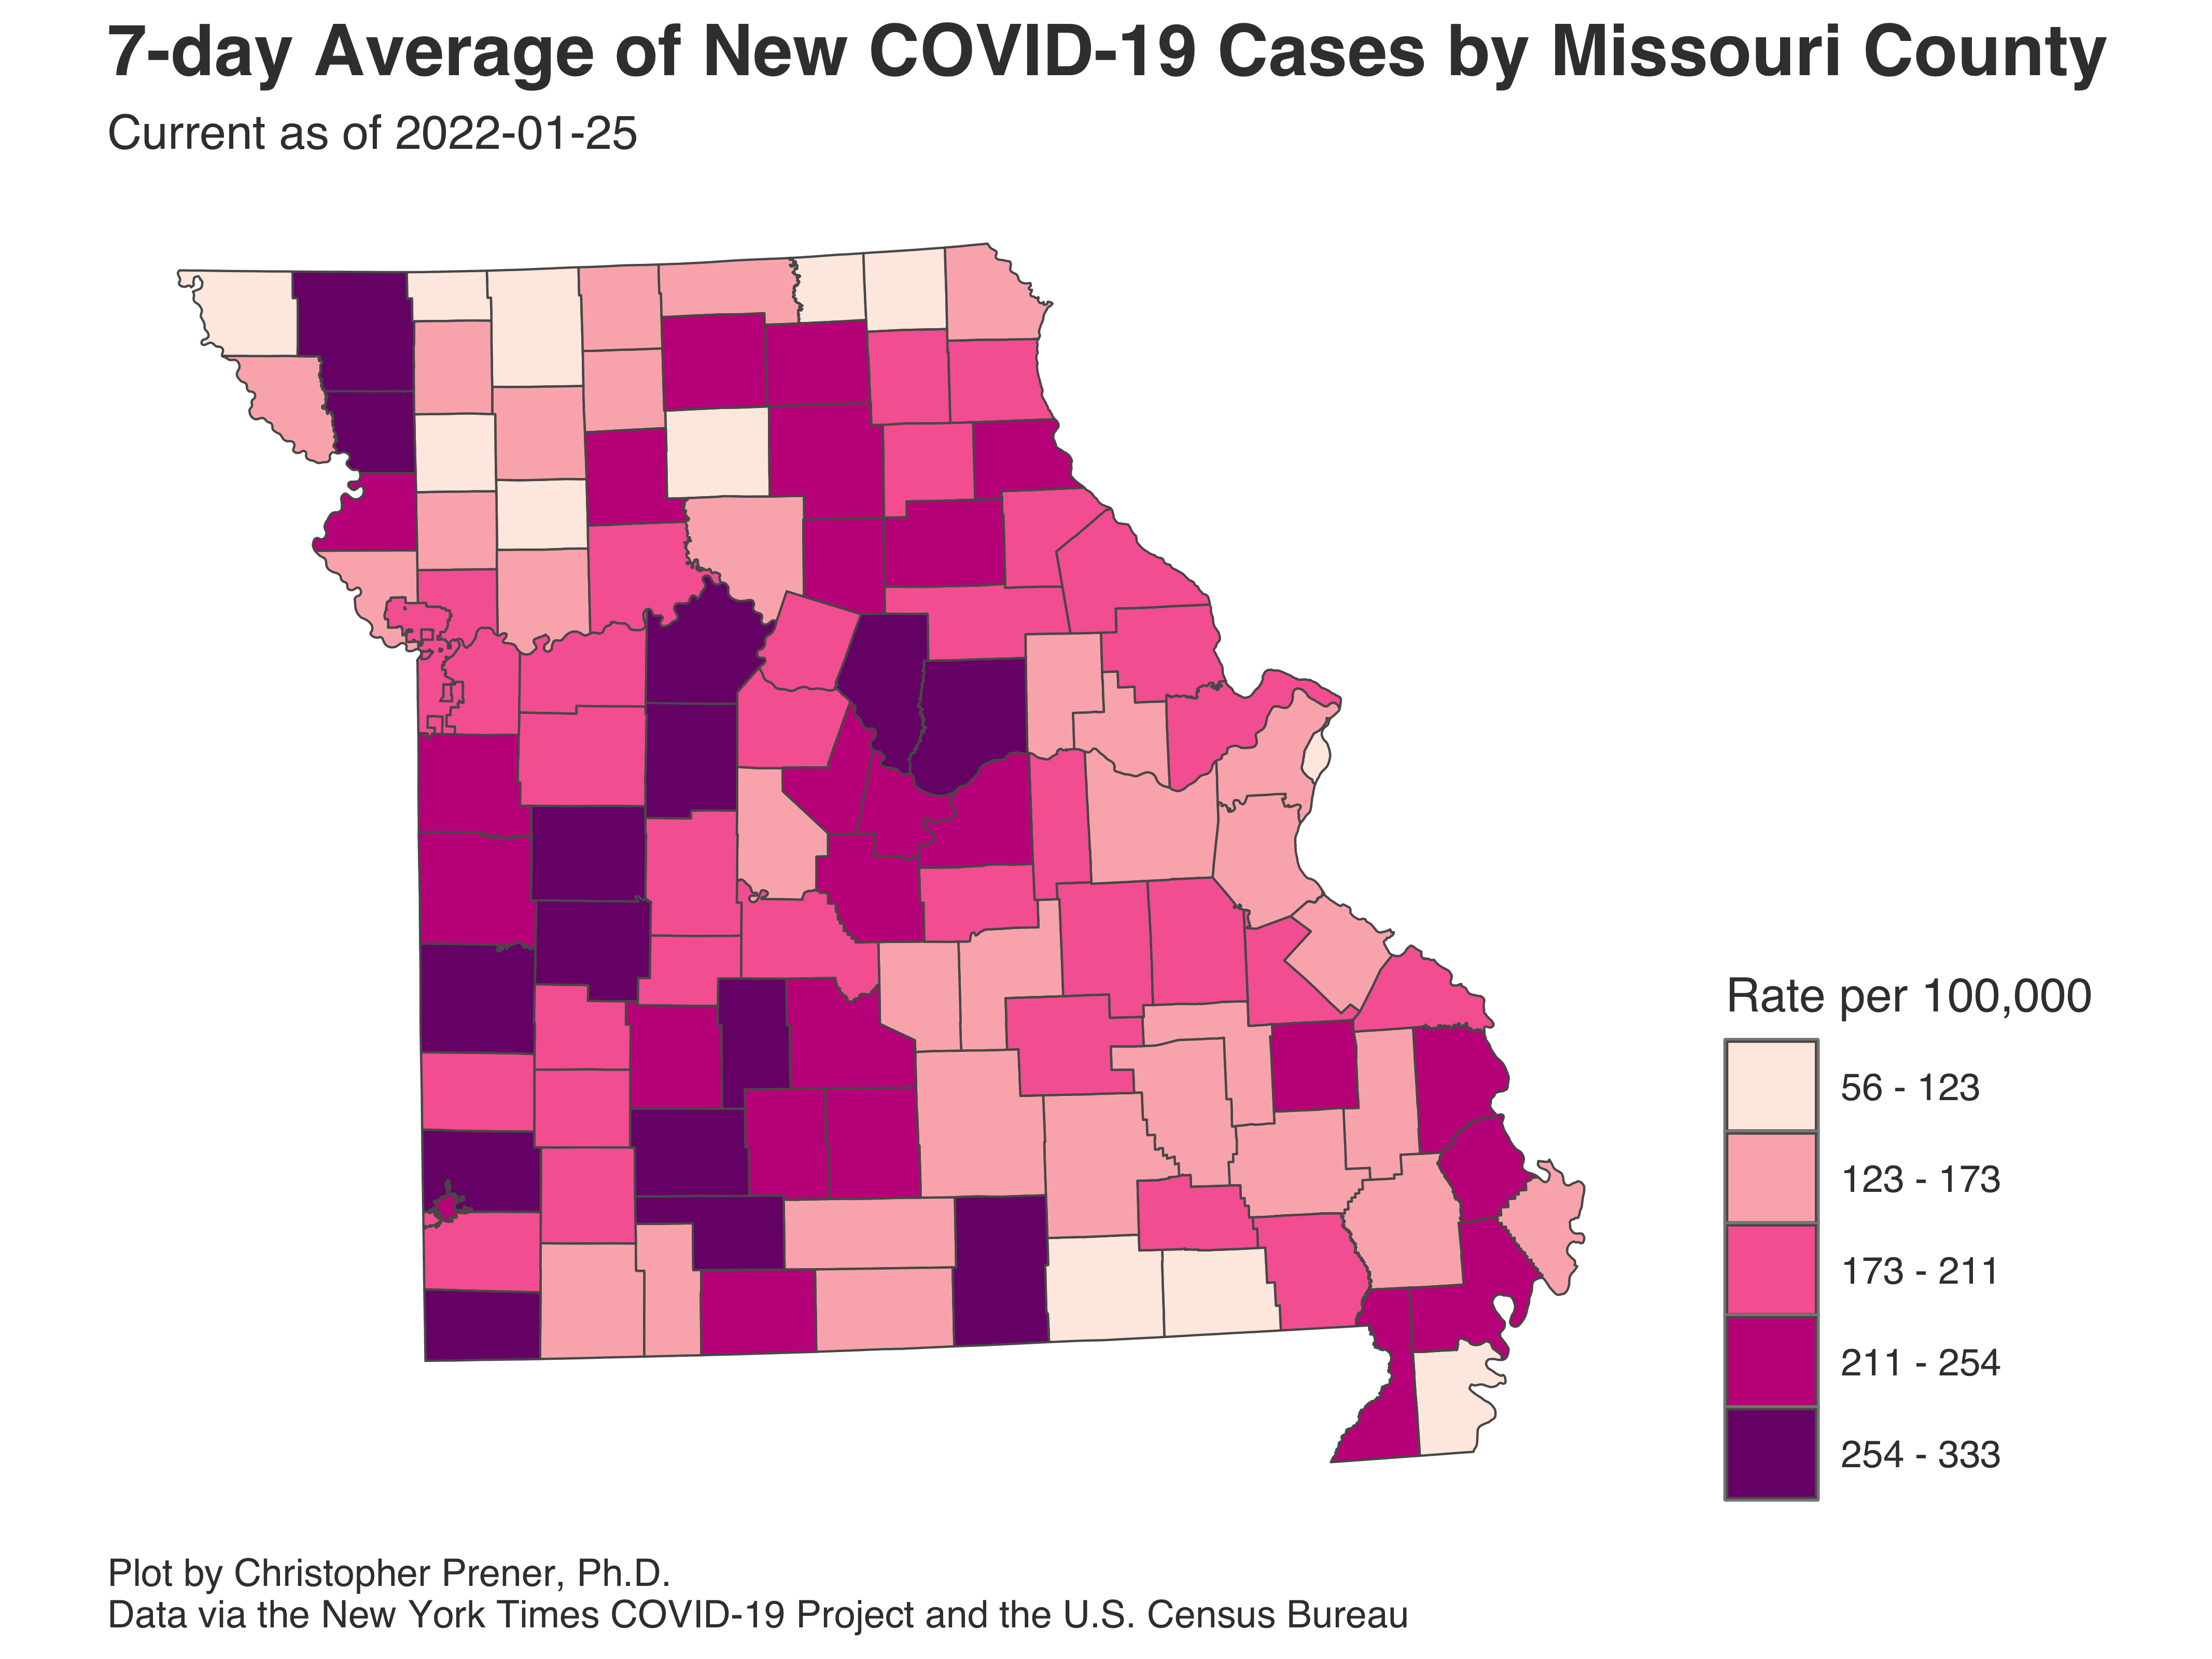 7-day Average of New COVID-19 Cases by Missouri County
Current as of 2022-01-25
Rate per 100,000
56 - 123
123 - 173
173 - 211
211 - 254
254 - 333
Plot by Christopher Prener, Ph.D.
Data via the New York Times COVID-19 Project and the U.S. Census Bureau